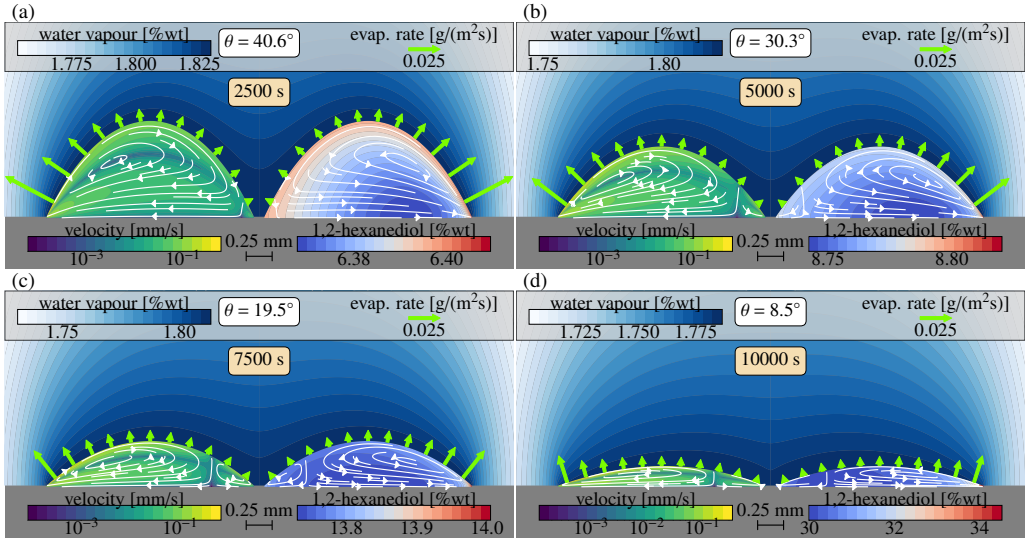 (a)
water vapour [%wt]
1.775 1.800 1.825
θ = 40.6°
evap. rate [g/(m²s)]
0.025
2500 s
velocity [mm/s]
10⁻³ 10⁻¹
0.25 mm
1,2-hexanediol [%wt]
6.38 6.40
(b)
water vapour [%wt]
1.75 1.80
θ = 30.3°
evap. rate [g/(m²s)]
0.025
5000 s
velocity [mm/s]
10⁻³ 10⁻¹
0.25 mm
1,2-hexanediol [%wt]
8.75 8.80
(c)
water vapour [%wt]
1.75 1.80
θ = 19.5°
evap. rate [g/(m²s)]
0.025
7500 s
velocity [mm/s]
10⁻³ 10⁻¹
0.25 mm
1,2-hexanediol [%wt]
13.8 13.9 14.0
(d)
water vapour [%wt]
1.725 1.750 1.775
θ = 8.5°
evap. rate [g/(m²s)]
0.025
10000 s
velocity [mm/s]
10⁻³ 10⁻² 10⁻¹
0.25 mm
1,2-hexanediol [%wt]
30 32 34